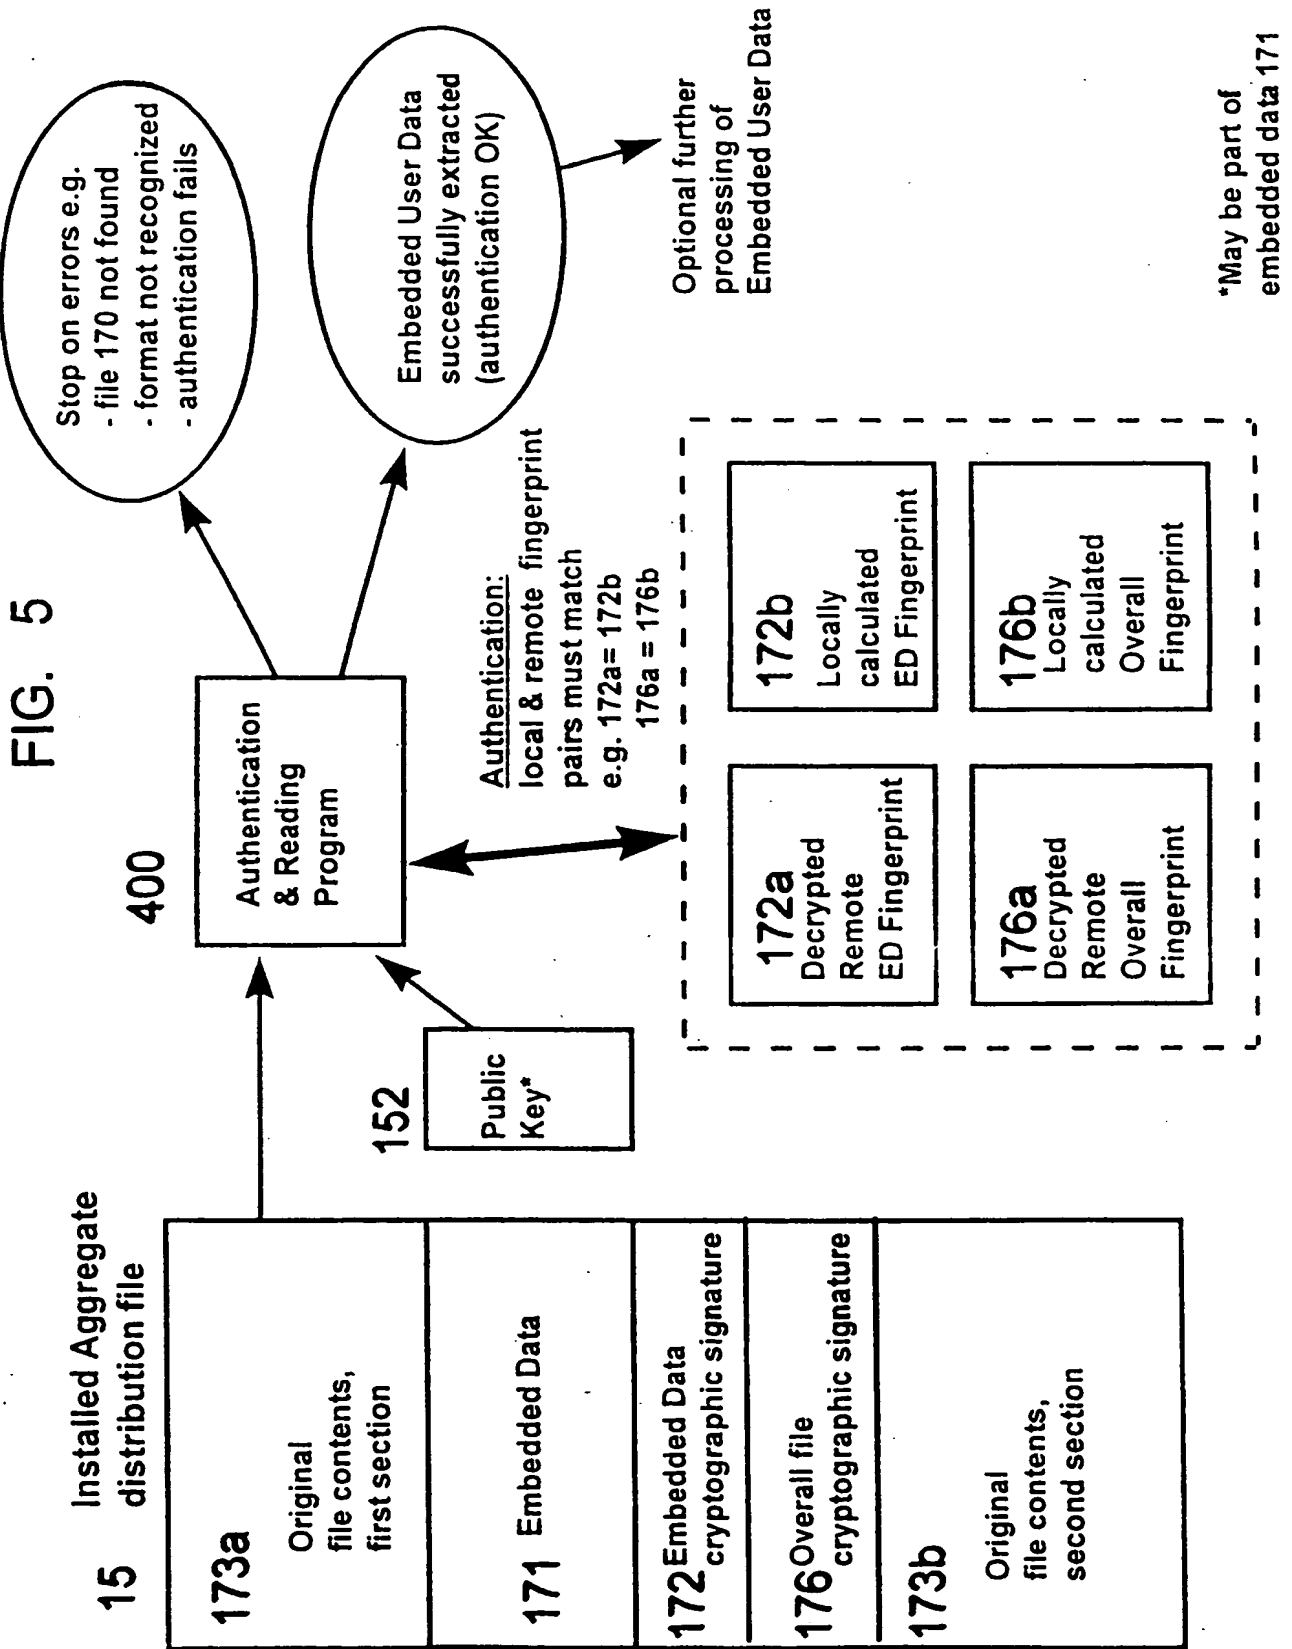 FIG. 5
15
Installed Aggregate
distribution file
173a
Original
file contents,
first section
171 Embedded Data
172 Embedded Data
cryptographic signature
176 Overall file
cryptographic signature
173b
Original
file contents,
second section
152
Public
Key*
400
Authentication
& Reading
Program
Authentication:
local & remote fingerprint
pairs must match
e.g. 172a= 172b
176a = 176b
172a
Decrypted
Remote
ED Fingerprint
172b
Locally
calculated
ED Fingerprint
176a
Decrypted
Remote
Overall
Fingerprint
176b
Locally
calculated
Overall
Fingerprint
Stop on errors e.g.
- file 170 not found
- format not recognized
- authentication fails
Embedded User Data
successfully extracted
(authentication OK)
Optional further
processing of
Embedded User Data
*May be part of
embedded data 171